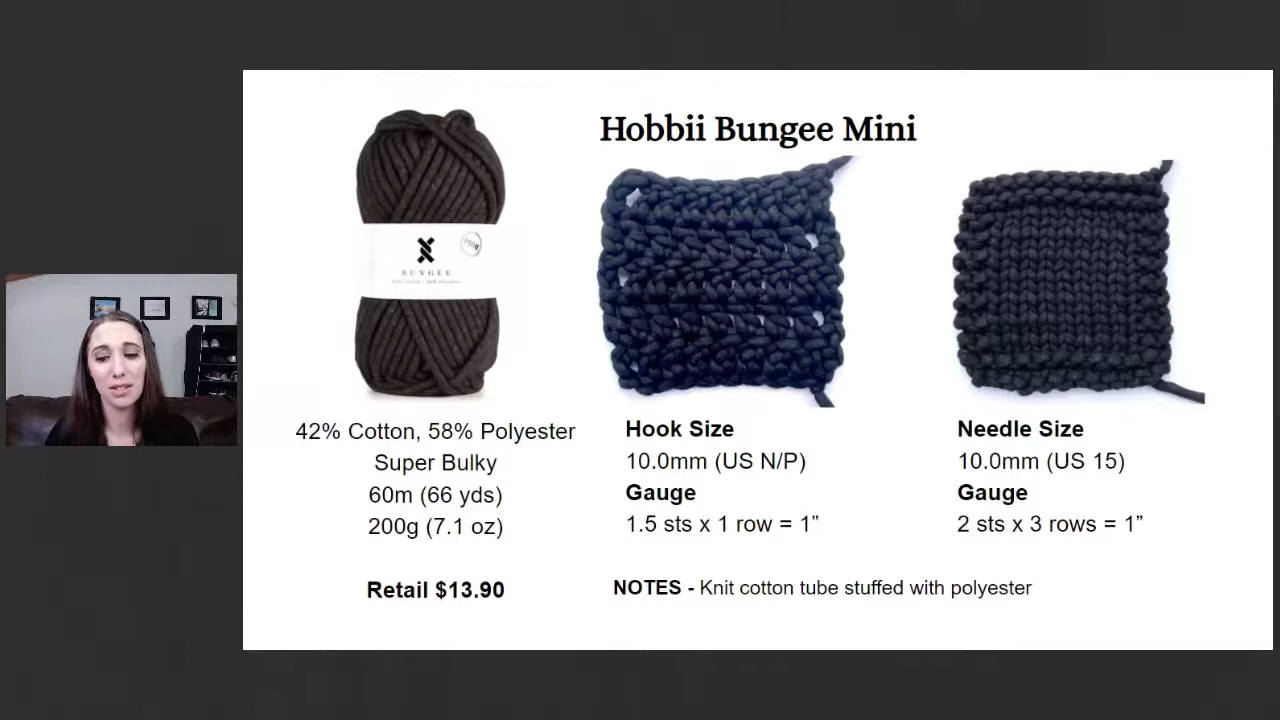 Hobbii Bungee Mini
BUNGEE
42% Cotton, 58% Polyester
Super Bulky
60m (66 yds)
200g (7.1 oz)
Retail $13.90
Hook Size
10.0mm (US N/P)
Gauge
1.5 sts x 1 row = 1”
Needle Size
10.0mm (US 15)
Gauge
2 sts x 3 rows = 1”
NOTES - Knit cotton tube stuffed with polyester